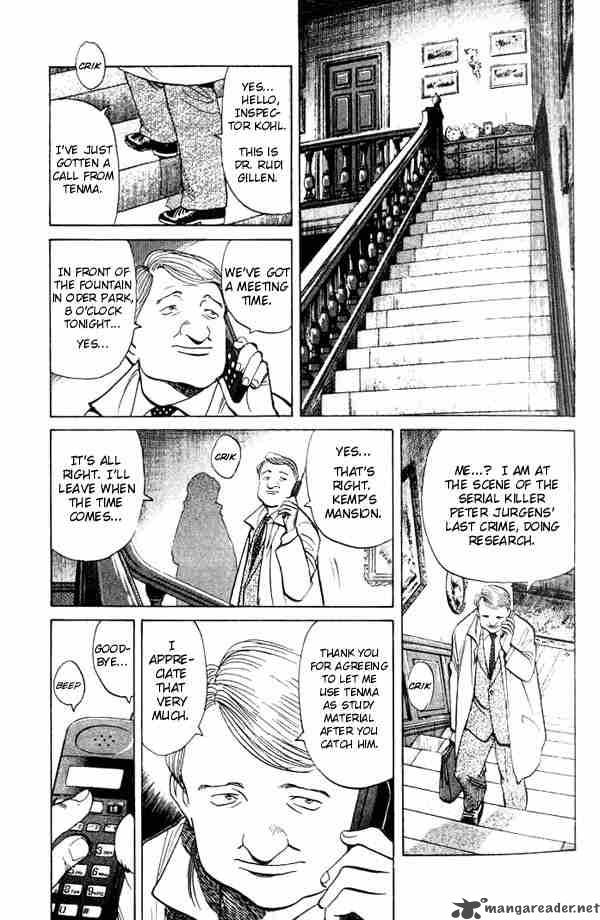 CRIK
YES...
HELLO,
INSPEC-
TOR KOHL.
THIS IS
DR. RUDI
GILLEN.
I'VE JUST
GOTTEN A
CALL FROM
TENMA.
WE'VE GOT
A MEETING
TIME.
IN FRONT OF
THE FOUNTAIN
IN ODER PARK,
8 O'CLOCK
TONIGHT...
YES...
ME...? I AM AT
THE SCENE OF THE
SERIAL KILLER
PETER JURGENS'
LAST CRIME, DOING
RESEARCH.
CRIK
YES...
THAT'S
RIGHT.
KEMP'S
MANSION.
CRIK
IT'S ALL
RIGHT. I'LL
LEAVE WHEN
THE TIME
COMES...
THANK YOU
FOR AGREEING
TO LET ME
USE TENMA
AS STUDY
MATERIAL
AFTER YOU
CATCH HIM.
I
APPRE-
CIATE
THAT
VERY
MUCH.
GOOD-
BYE...
BEEP
mangareader.net